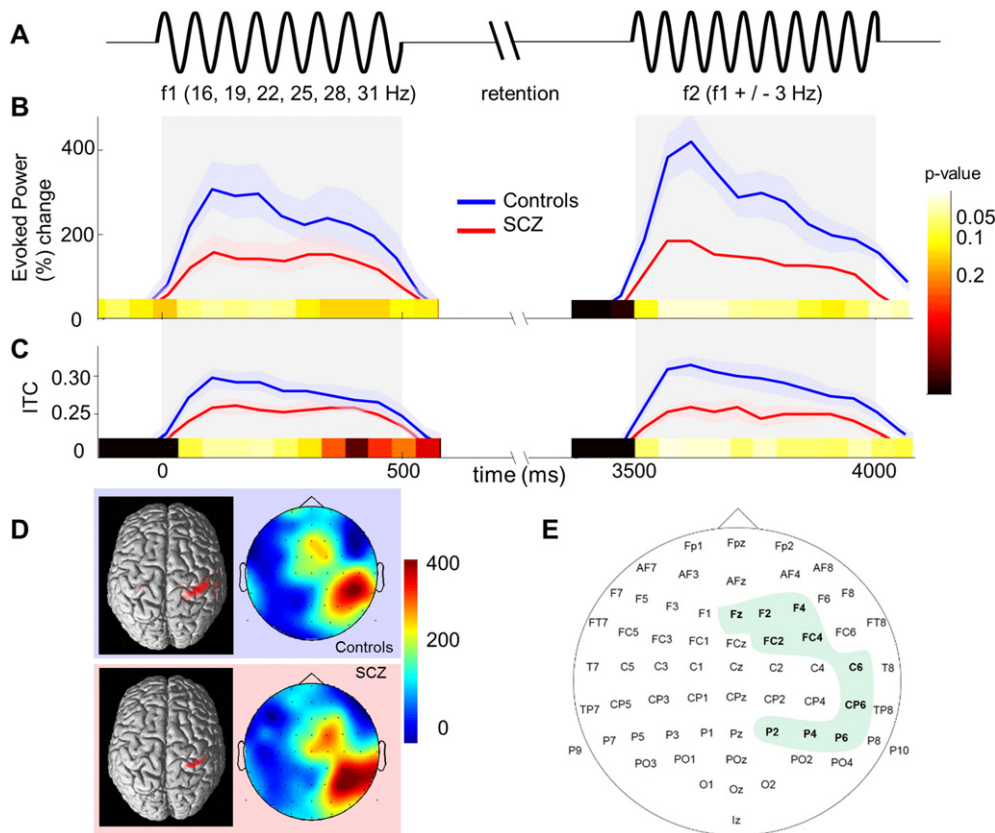 A
f1 (16, 19, 22, 25, 28, 31 Hz)
retention
f2 (f1 + / - 3 Hz)
B
Evoked Power
(%) change
400
200
0
Controls
SCZ
p-value
0.05
0.1
0.2
C
ITC
0.30
0.25
0
0
500
time (ms)
3500
4000
D
Controls
SCZ
400
200
0
E
Fp1 Fpz Fp2
AF7 AF3 AFz AF4 AF8
F7 F5 F3 F1 Fz F2 F4 F6 F8
FT7 FC5 FC3 FC1 FCz FC2 FC4 FC6 FT8
T7 C5 C3 C1 Cz C2 C4 C6 T8
TP7 CP5 CP3 CP1 CPz CP2 CP4 CP6 TP8
P9 P7 P5 P3 P1 Pz P2 P4 P6 P8 P10
PO3 PO1 POz PO2 PO4
O1 Oz O2
Iz